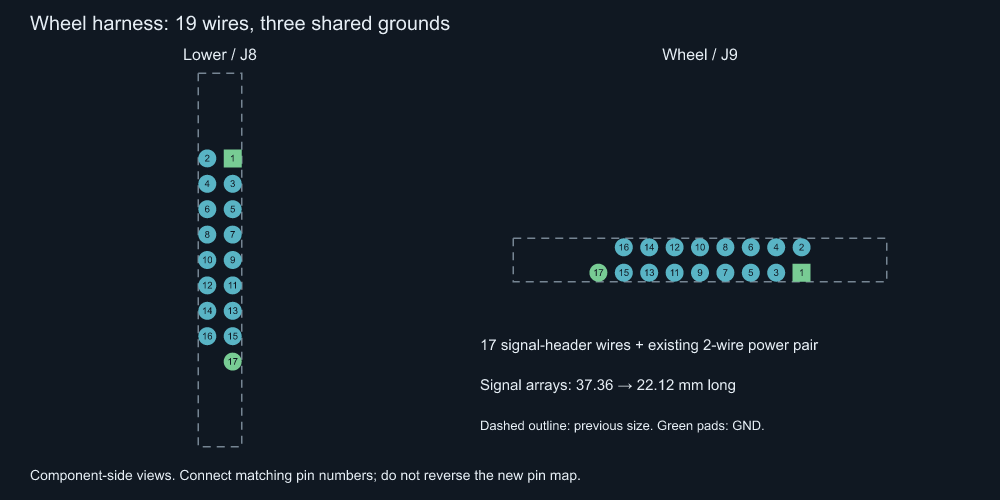 Wheel harness: 19 wires, three shared grounds
Lower / J8
Wheel / J9
2 1
4 3
6 5
8 7
10 9
12 11
14 13
16 15
17
16 14 12 10 8 6 4 2
17 15 13 11 9 7 5 3 1
17 signal-header wires + existing 2-wire power pair
Signal arrays: 37.36 → 22.12 mm long
Dashed outline: previous size. Green pads: GND.
Component-side views. Connect matching pin numbers; do not reverse the new pin map.